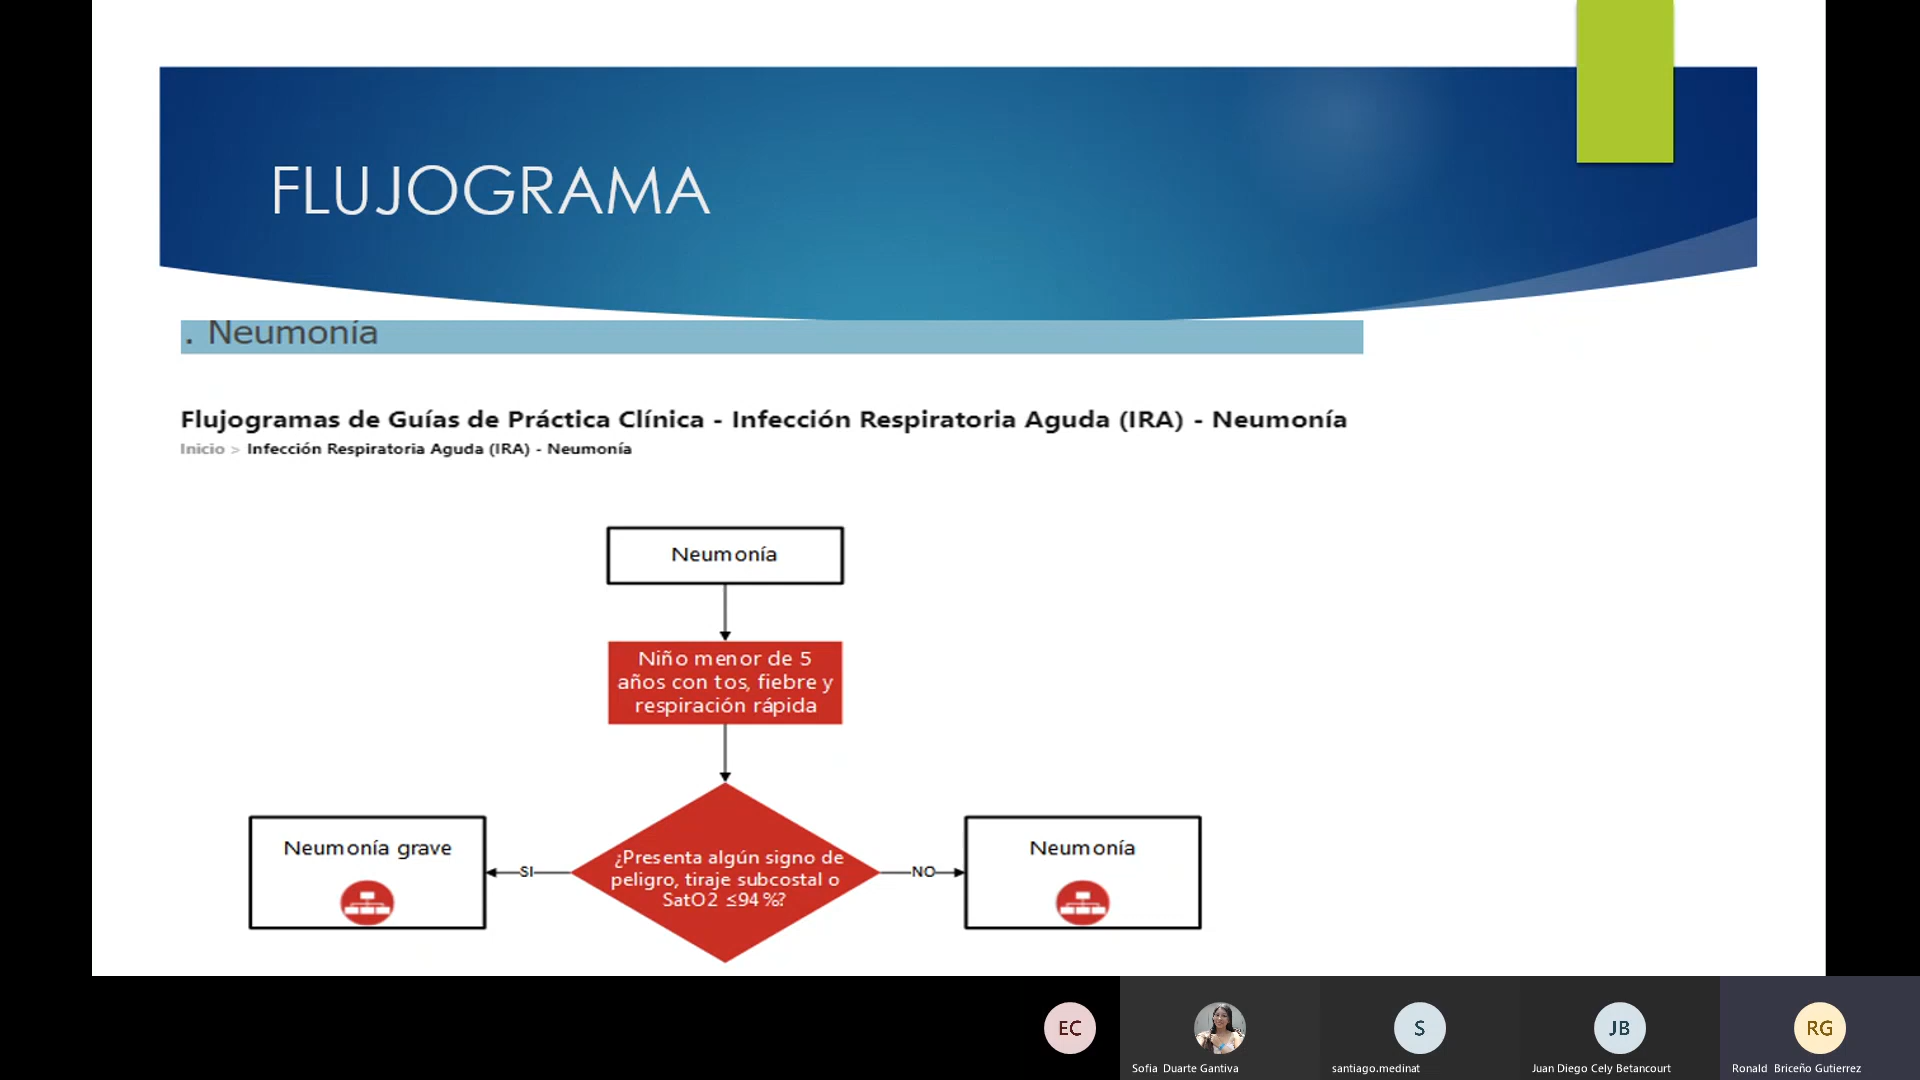 FLUJOGRAMA
. Neumonía
Flujogramas de Guías de Práctica Clínica - Infección Respiratoria Aguda (IRA) - Neumonía
Inicio > Infección Respiratoria Aguda (IRA) - Neumonía
Neumonía
Niño menor de 5
años con tos, fiebre y
respiración rápida
Neumonía grave
SI
¿Presenta algún signo de
peligro, tiraje subcostal o
SatO2 ≤94 %?
NO
Neumonía
EC
S
JB
RG
Sofia Duarte Gantiva
santiago.medinat
Juan Diego Cely Betancourt
Ronald Briceño Gutierrez